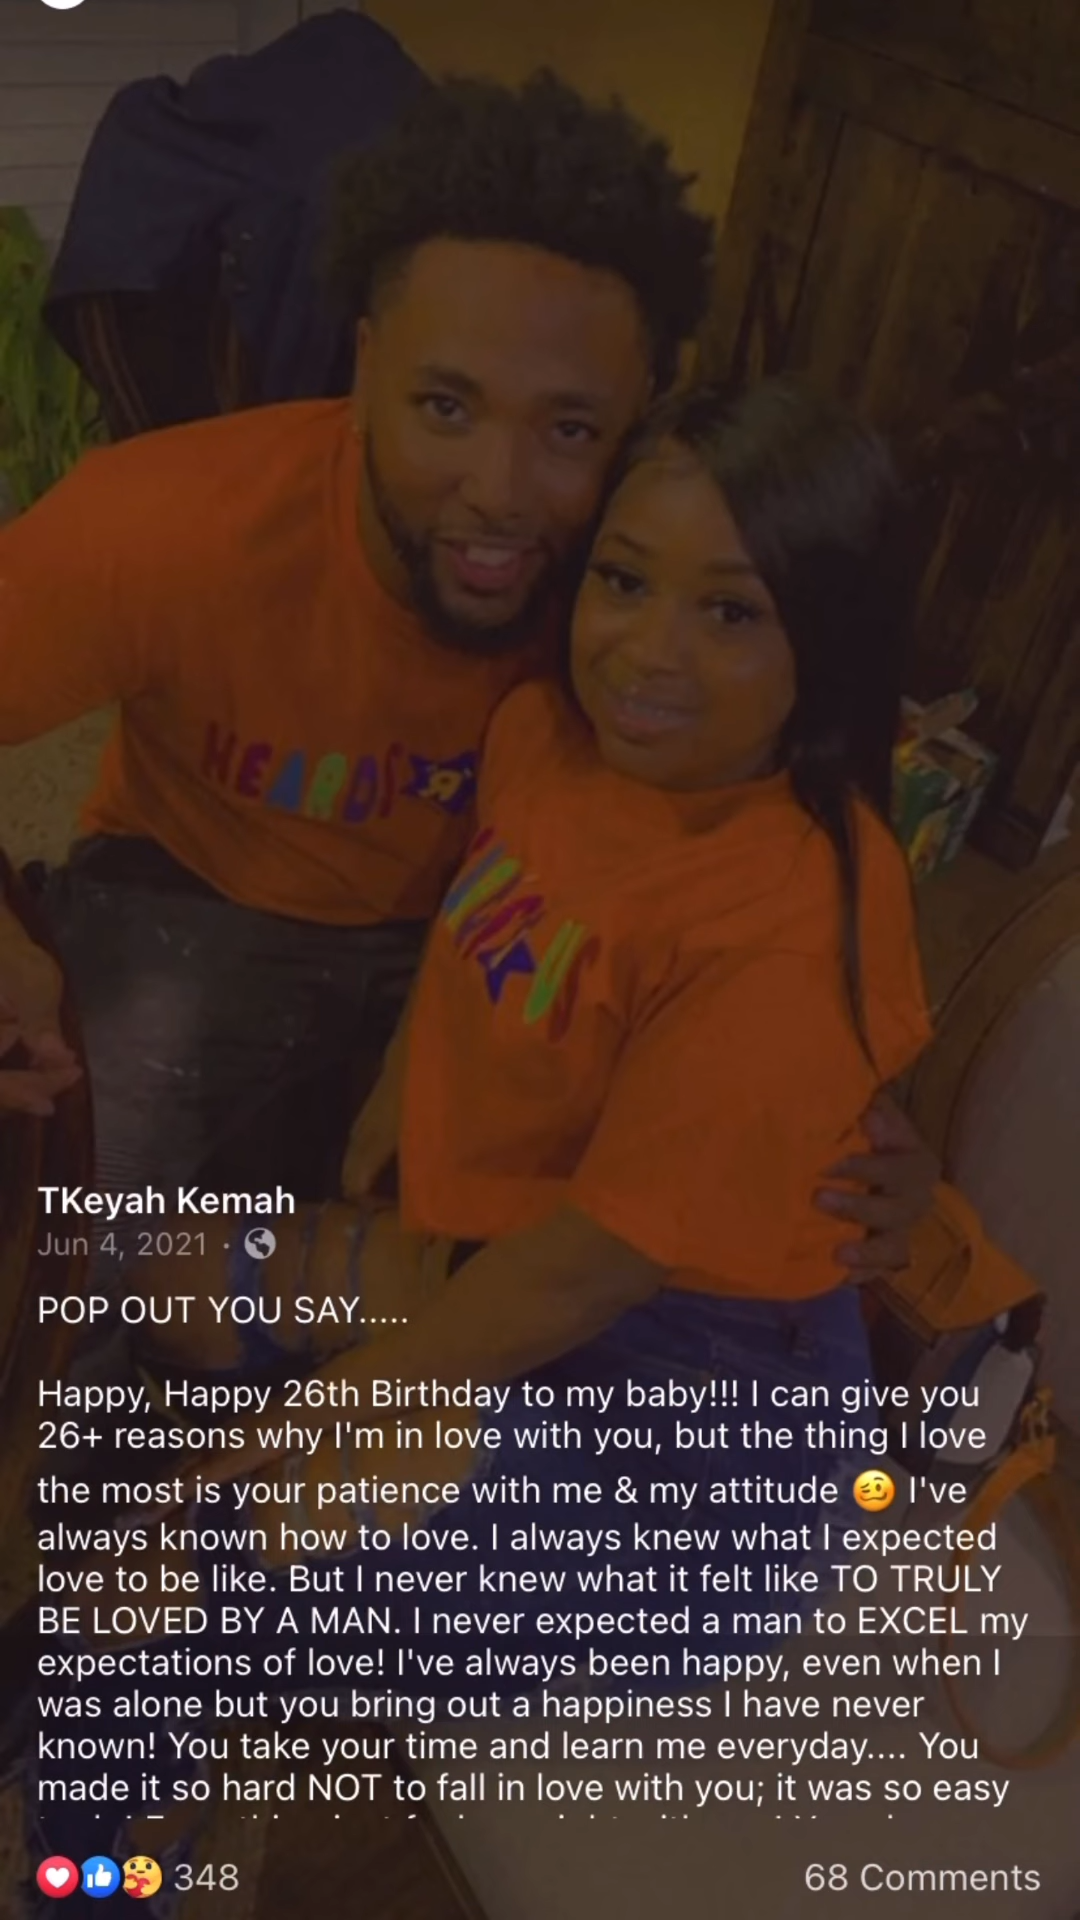 HEARDS "R"
US
TKeyah Kemah
Jun 4, 2021 ·
POP OUT YOU SAY.....
Happy, Happy 26th Birthday to my baby!!! I can give you
26+ reasons why I'm in love with you, but the thing I love
the most is your patience with me & my attitude 🥴 I've
always known how to love. I always knew what I expected
love to be like. But I never knew what it felt like TO TRULY
BE LOVED BY A MAN. I never expected a man to EXCEL my
expectations of love! I've always been happy, even when I
was alone but you bring out a happiness I have never
known! You take your time and learn me everyday.... You
made it so hard NOT to fall in love with you; it was so easy
348
68 Comments